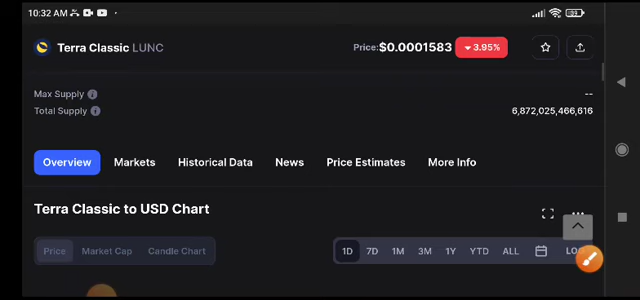 10:32 AM
Terra Classic LUNC Price: $0.0001583 3.95%
Max Supply --
Total Supply 6,872,025,466,616
Overview Markets Historical Data News Price Estimates More Info
Terra Classic to USD Chart
Price Market Cap Candle Chart 1D 7D 1M 3M 1Y YTD ALL